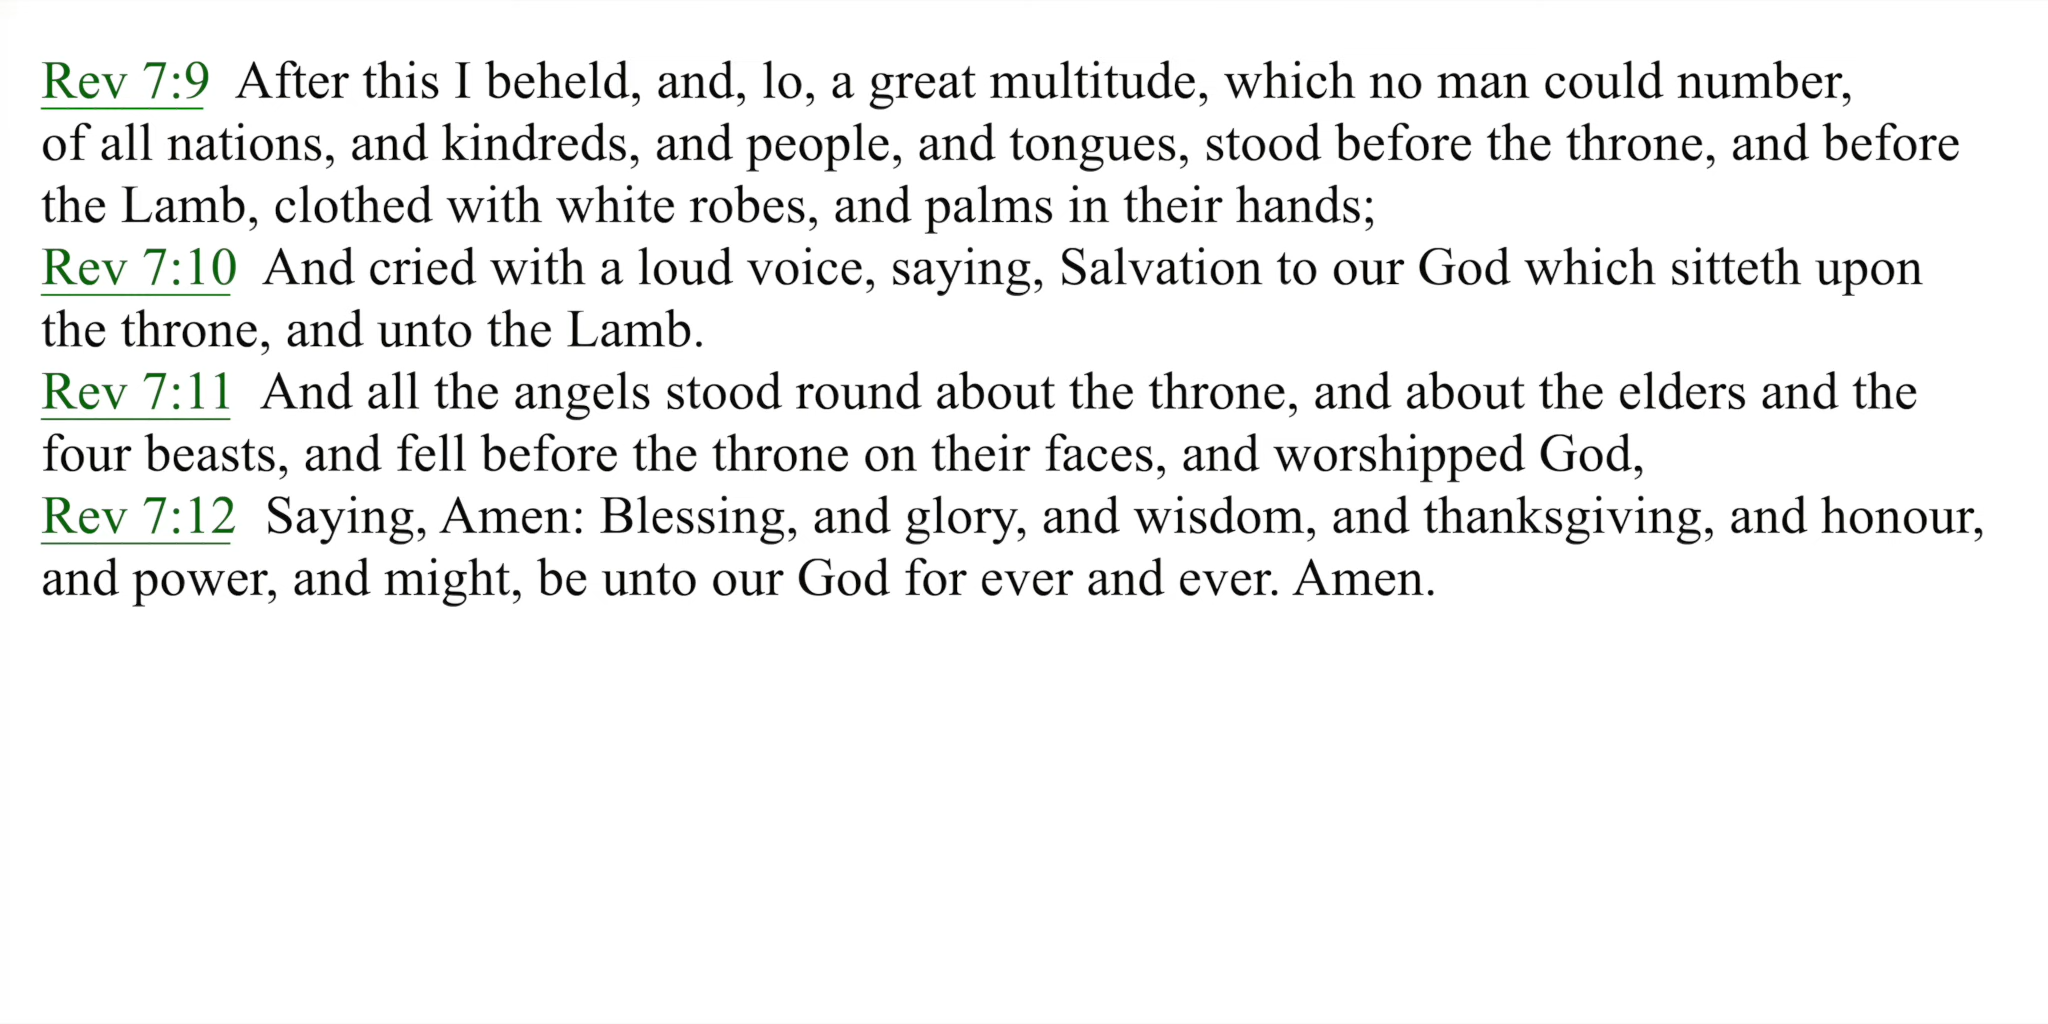 Rev 7:9 After this I beheld, and, lo, a great multitude, which no man could number,
of all nations, and kindreds, and people, and tongues, stood before the throne, and before
the Lamb, clothed with white robes, and palms in their hands;
Rev 7:10 And cried with a loud voice, saying, Salvation to our God which sitteth upon
the throne, and unto the Lamb.
Rev 7:11 And all the angels stood round about the throne, and about the elders and the
four beasts, and fell before the throne on their faces, and worshipped God,
Rev 7:12 Saying, Amen: Blessing, and glory, and wisdom, and thanksgiving, and honour,
and power, and might, be unto our God for ever and ever. Amen.